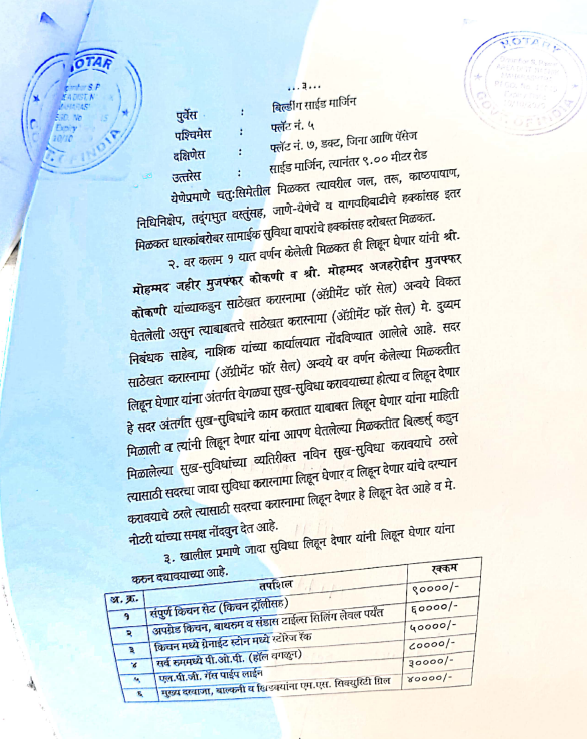 ...३...
NOTARY
GOVT. OF INDIA
NOTAR
GOVT. OF INDIA
पुर्वेस : बिल्डींग साईड मार्जिन
पश्चिमेस : फ्लॅट नं. ५
दक्षिणेस : फ्लॅट नं. ७, डक्ट, जिना आणि पॅसेज
उत्तरेस : साईड मार्जिन, त्यानंतर ९.०० मीटर रोड
येणेप्रमाणे चतु:सिमेतील मिळकत त्यावरील जल, तरू, काष्ठपाषाण,
निधिनिक्षेप, तदंगभुत वस्तुंसह, जाणे-येणेचे व वागवहिवाटीचे हक्कांसह इतर
मिळकत धारकांबरोबर सामाईक सुविधा वापरांचे हक्कांसह दरोबस्त मिळकत.
२. वर कलम १ यात वर्णन केलेली मिळकत ही लिहून घेणार यांनी श्री.
मोहम्मद जहीर मुजफ्फर कोकणी व श्री. मोहम्मद अजहरोद्दीन मुजफ्फर
कोकणी यांच्याकडुन साठेखत करारनामा (ॲग्रीमेंट फॉर सेल) अन्वये विकत
घेतलेली असुन त्याबाबतचे साठेखत करारनामा (ॲग्रीमेंट फॉर सेल) मे. दुय्यम
निबंधक साहेब, नाशिक यांच्या कार्यालयात नोंदविण्यात आलेले आहे. सदर
साठेखत करारनामा (ॲग्रीमेंट फॉर सेल) अन्वये वर वर्णन केलेल्या मिळकतीत
लिहून घेणार यांना अंतर्गत वेगळ्या सुख-सुविधा करावयाच्या होत्या व लिहून देणार
हे सदर अंतर्गत सुख-सुविधांचे काम करतात याबाबत लिहून घेणार यांना माहिती
मिळाली व त्यांनी लिहून देणार यांना आपण घेतलेल्या मिळकतीत बिल्डर्स् कडुन
मिळालेल्या सुख-सुविधांच्या व्यतिरीक्त नविन सुख-सुविधा करावयाचे ठरले
त्यासाठी सदरचा जादा सुविधा करारनामा लिहून घेणार व लिहून देणार यांचे दरम्यान
करावयाचे ठरले त्यासाठी सदरचा करारनामा लिहून देणार हे लिहून देत आहे व मे.
नोटरी यांच्या समक्ष नोंदवुन देत आहे.
३. खालील प्रमाणे जादा सुविधा लिहून देणार यांनी लिहून घेणार यांना
करुन द्यावयाच्या आहे.
अ. क्र. तपशिल रक्कम
१ संपुर्ण किचन सेट (किचन ट्रॉलीसह) ९००००/-
२ अपग्रेड किचन, बाथरुम व संडास टाईल्स सिलिंग लेवल पर्यंत ६००००/-
३ किचन मध्ये ग्रेनाईट स्टोन मध्ये स्टोरेज रॅक ५००००/-
४ सर्व रुममध्ये पी.ओ.पी. (हॉल वगळुन) ८००००/-
५ एन.पी.जी. गॅस पाईप लाईन ३००००/-
६ मुख्य दरवाजा, बाल्कनी व खिडक्यांना एम.एस. सिक्युरिटी ग्रिल ४००००/-